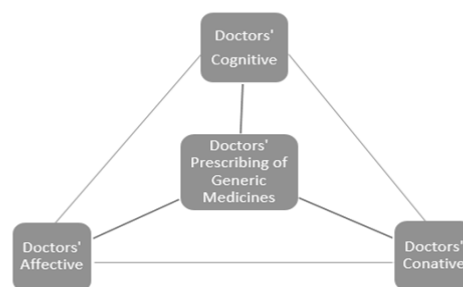 Doctors'
Cognitive
Doctors'
Prescribing of
Generic
Medicines
Doctors'
Affective
Doctors'
Conative